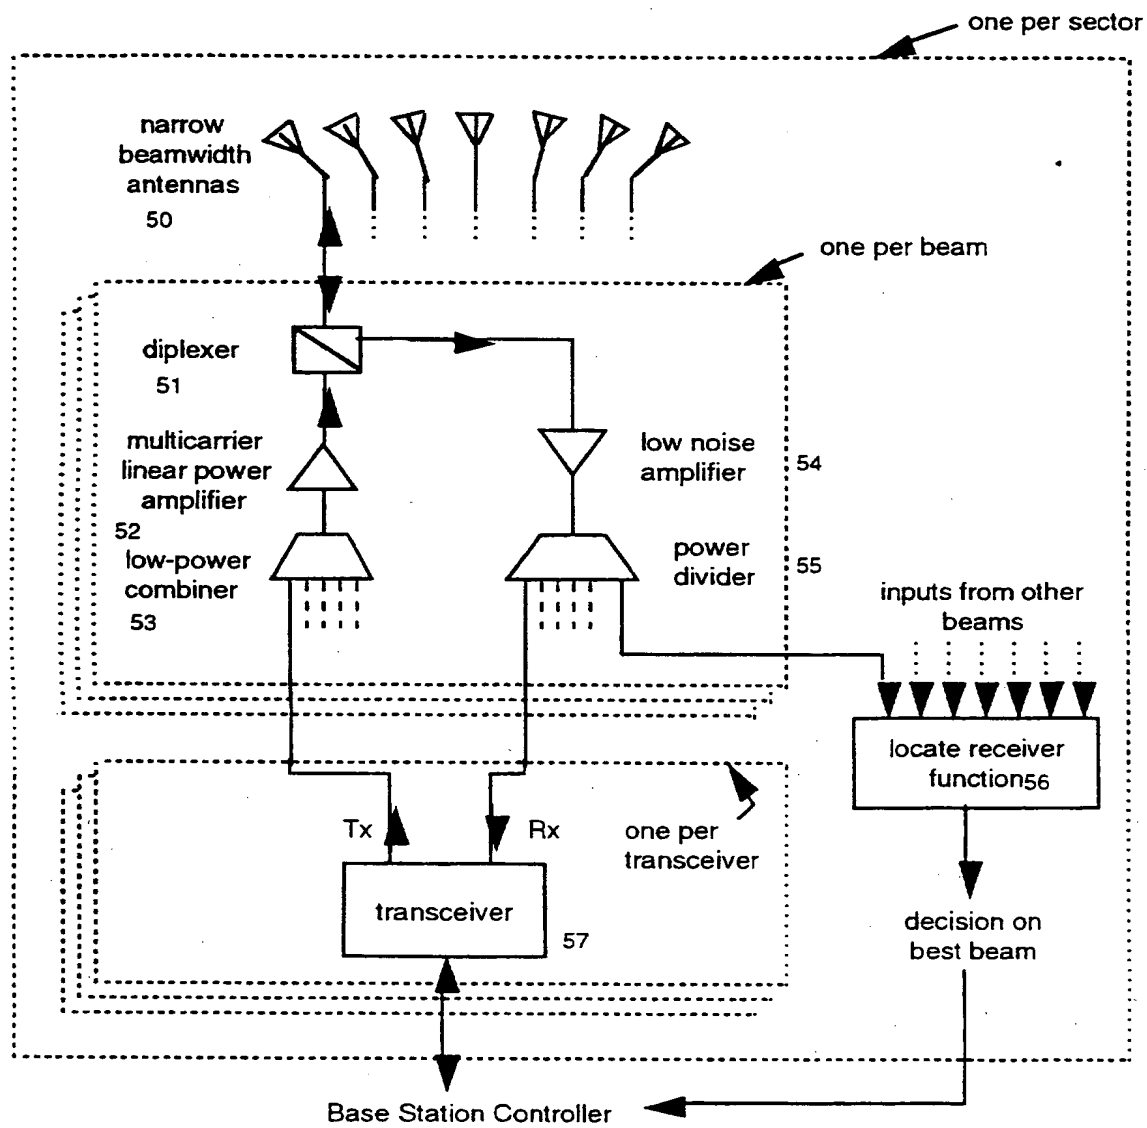 one per sector
narrow
beamwidth
antennas
50
one per beam
diplexer
51
multicarrier
linear power
amplifier
52
low noise
amplifier
54
low-power
combiner
53
power
divider
55
inputs from other
beams
locate receiver
function56
Tx
Rx
one per
transceiver
transceiver
57
decision on
best beam
Base Station Controller